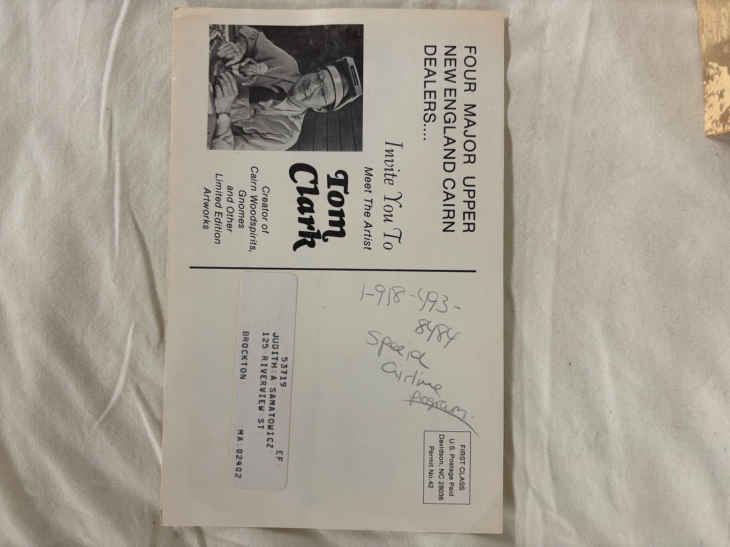 FOUR MAJOR UPPER
NEW ENGLAND CAIRN
DEALERS....
Invite You To
Meet The Artist
Tom
Clark
Creator of
Cairn Woodspirits,
Gnomes
and Other
Limited Edition
Artworks
1-918-493-
8484
Special
airline
program.
FIRST CLASS
U.S. Postage Paid
Davidson, NC 28036
Permit No. 42
53719 EF
JUDITH A SAMATOWICZ
125 RIVERVIEW ST
BROCKTON MA 02402